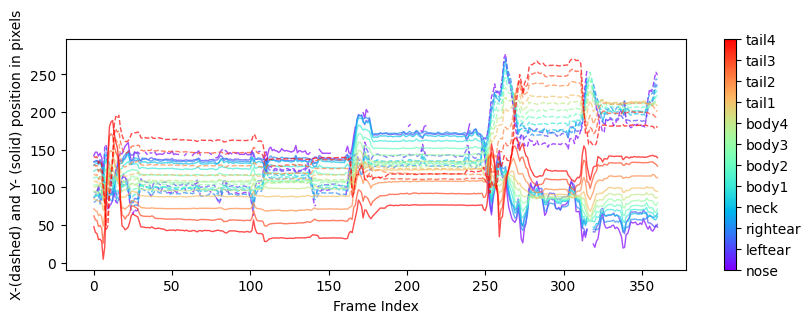 X-(dashed) and Y- (solid) position in pixels
250
200
150
100
50
0
0 50 100 150 200 250 300 350
Frame Index
tail4
tail3
tail2
tail1
body4
body3
body2
body1
neck
rightear
leftear
nose